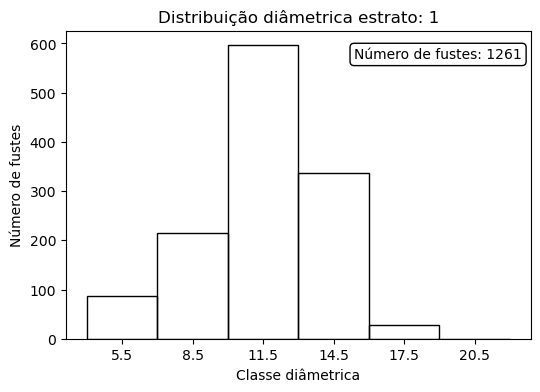 Distribuição diâmetrica estrato: 1
Número de fustes: 1261
Número de fustes
600
500
400
300
200
100
0
5.5 8.5 11.5 14.5 17.5 20.5
Classe diâmetrica